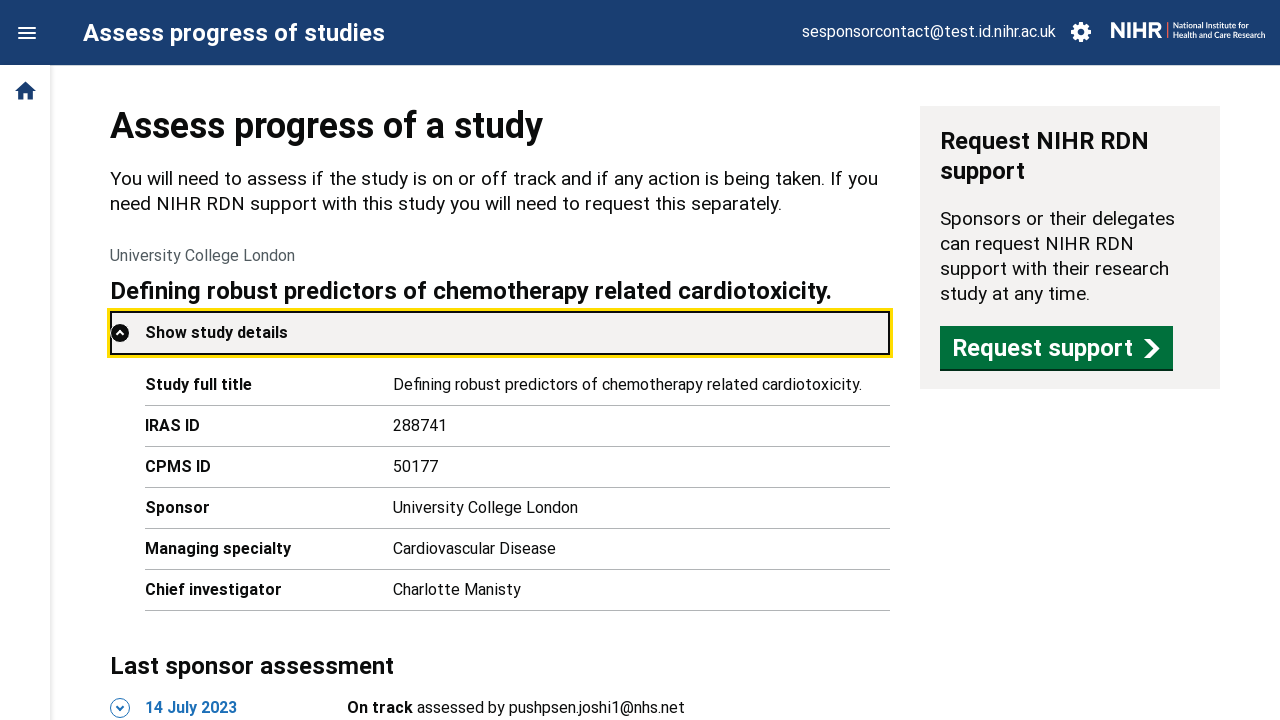 Assess progress of studies
sesponsorcontact@test.id.nihr.ac.uk
NIHR | National Institute for
Health and Care Research
Assess progress of a study
You will need to assess if the study is on or off track and if any action is being taken. If you
need NIHR RDN support with this study you will need to request this separately.
University College London
Defining robust predictors of chemotherapy related cardiotoxicity.
Show study details
Study full title Defining robust predictors of chemotherapy related cardiotoxicity.
IRAS ID 288741
CPMS ID 50177
Sponsor University College London
Managing specialty Cardiovascular Disease
Chief investigator Charlotte Manisty
Last sponsor assessment
14 July 2023 On track assessed by pushpsen.joshi1@nhs.net
Request NIHR RDN
support
Sponsors or their delegates
can request NIHR RDN
support with their research
study at any time.
Request support